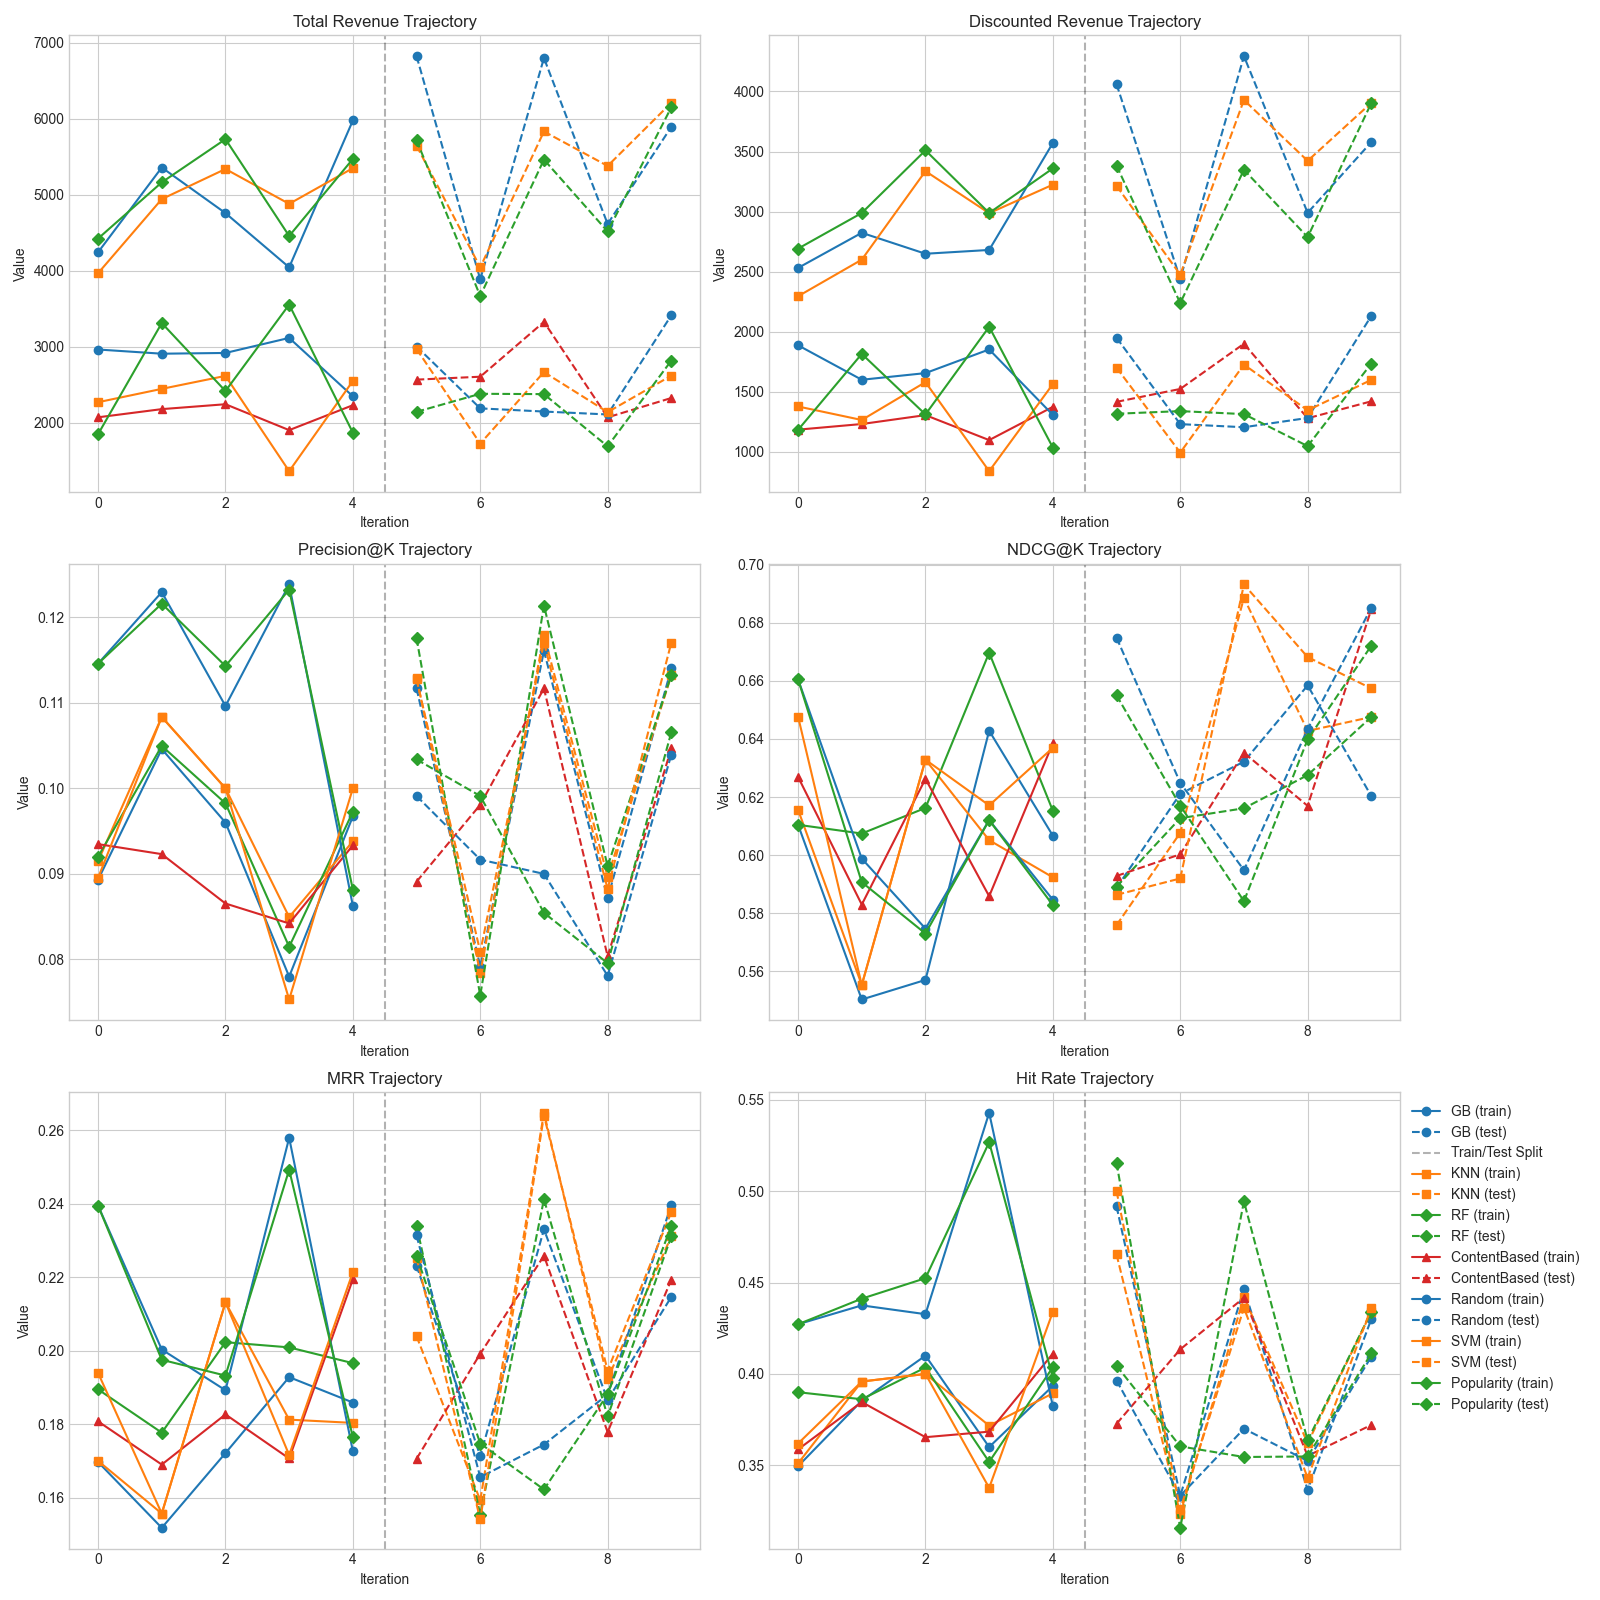 Total Revenue Trajectory
7000
6000
5000
4000
3000
2000
Value
0 2 4 6 8
Iteration
Discounted Revenue Trajectory
4000
3500
3000
2500
2000
1500
1000
Value
0 2 4 6 8
Iteration
Precision@K Trajectory
0.12
0.11
0.10
0.09
0.08
Value
0 2 4 6 8
Iteration
NDCG@K Trajectory
0.70
0.68
0.66
0.64
0.62
0.60
0.58
0.56
Value
0 2 4 6 8
Iteration
MRR Trajectory
0.26
0.24
0.22
0.20
0.18
0.16
Value
0 2 4 6 8
Iteration
Hit Rate Trajectory
0.55
0.50
0.45
0.40
0.35
Value
0 2 4 6 8
Iteration
GB (train)
GB (test)
Train/Test Split
KNN (train)
KNN (test)
RF (train)
RF (test)
ContentBased (train)
ContentBased (test)
Random (train)
Random (test)
SVM (train)
SVM (test)
Popularity (train)
Popularity (test)